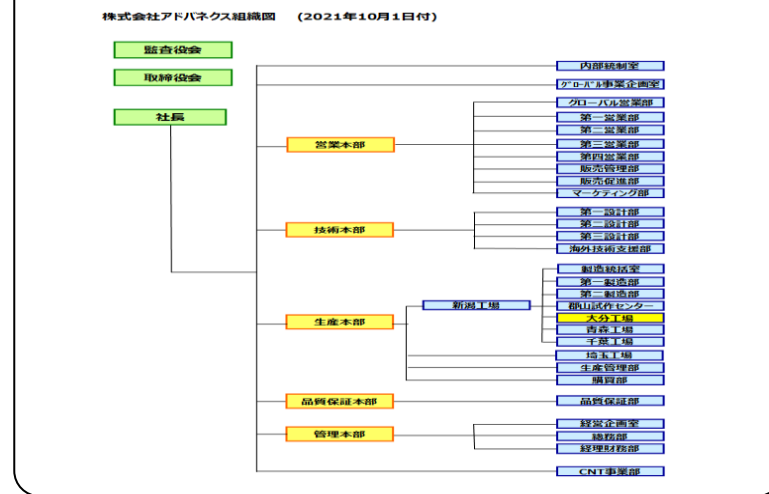 株式会社アドバネクス組織図 (2021年10月1日付)
監査役会
取締役会
社長
内部統制室
グローバル事業企画室
営業本部
グローバル営業部
第一営業部
第二営業部
第三営業部
第四営業部
販売管理部
販売促進部
マーケティング部
技術本部
第一設計部
第二設計部
第三設計部
海外技術支援部
生産本部
新潟工場
製造統括室
第一製造部
第二製造部
郡山試作センター
大分工場
青森工場
千葉工場
埼玉工場
生産管理部
購買部
品質保証本部
品質保証部
管理本部
経営企画室
総務部
経理財務部
CNT事業部